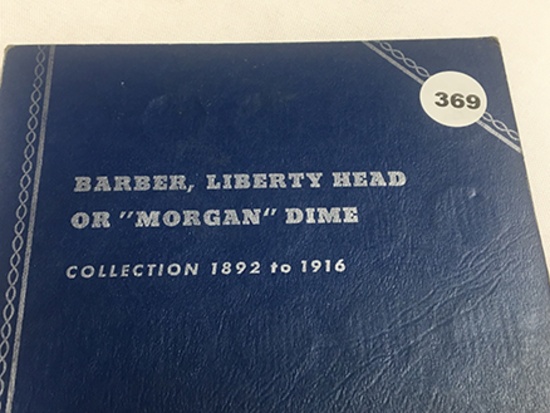 369
BARBER, LIBERTY HEAD
OR "MORGAN" DIME
COLLECTION 1892 to 1916